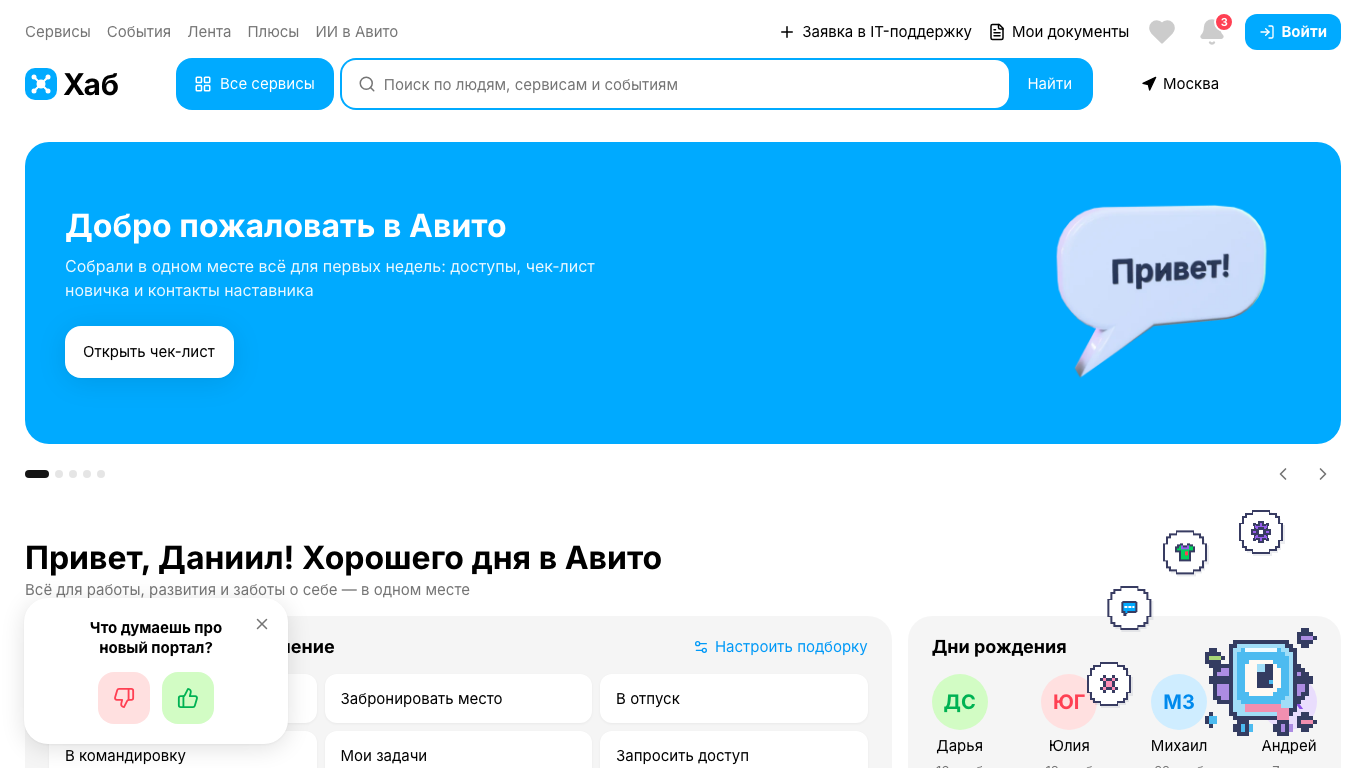 Сервисы События Лента Плюсы ИИ в Авито
Заявка в IT-поддержку Мои документы 3 Войти
Хаб Все сервисы Поиск по людям, сервисам и событиям Найти Москва
Добро пожаловать в Авито
Собрали в одном месте всё для первых недель: доступы, чек-лист
новичка и контакты наставника
Открыть чек-лист
Привет!
Привет, Даниил! Хорошего дня в Авито
Всё для работы, развития и заботы о себе — в одном месте
Что думаешь про
новый портал?
Настроить подборку
Забронировать место
В отпуск
В командировку
Мои задачи
Запросить доступ
Дни рождения
ДС ЮГ МЗ
Дарья Юлия Михаил Андрей